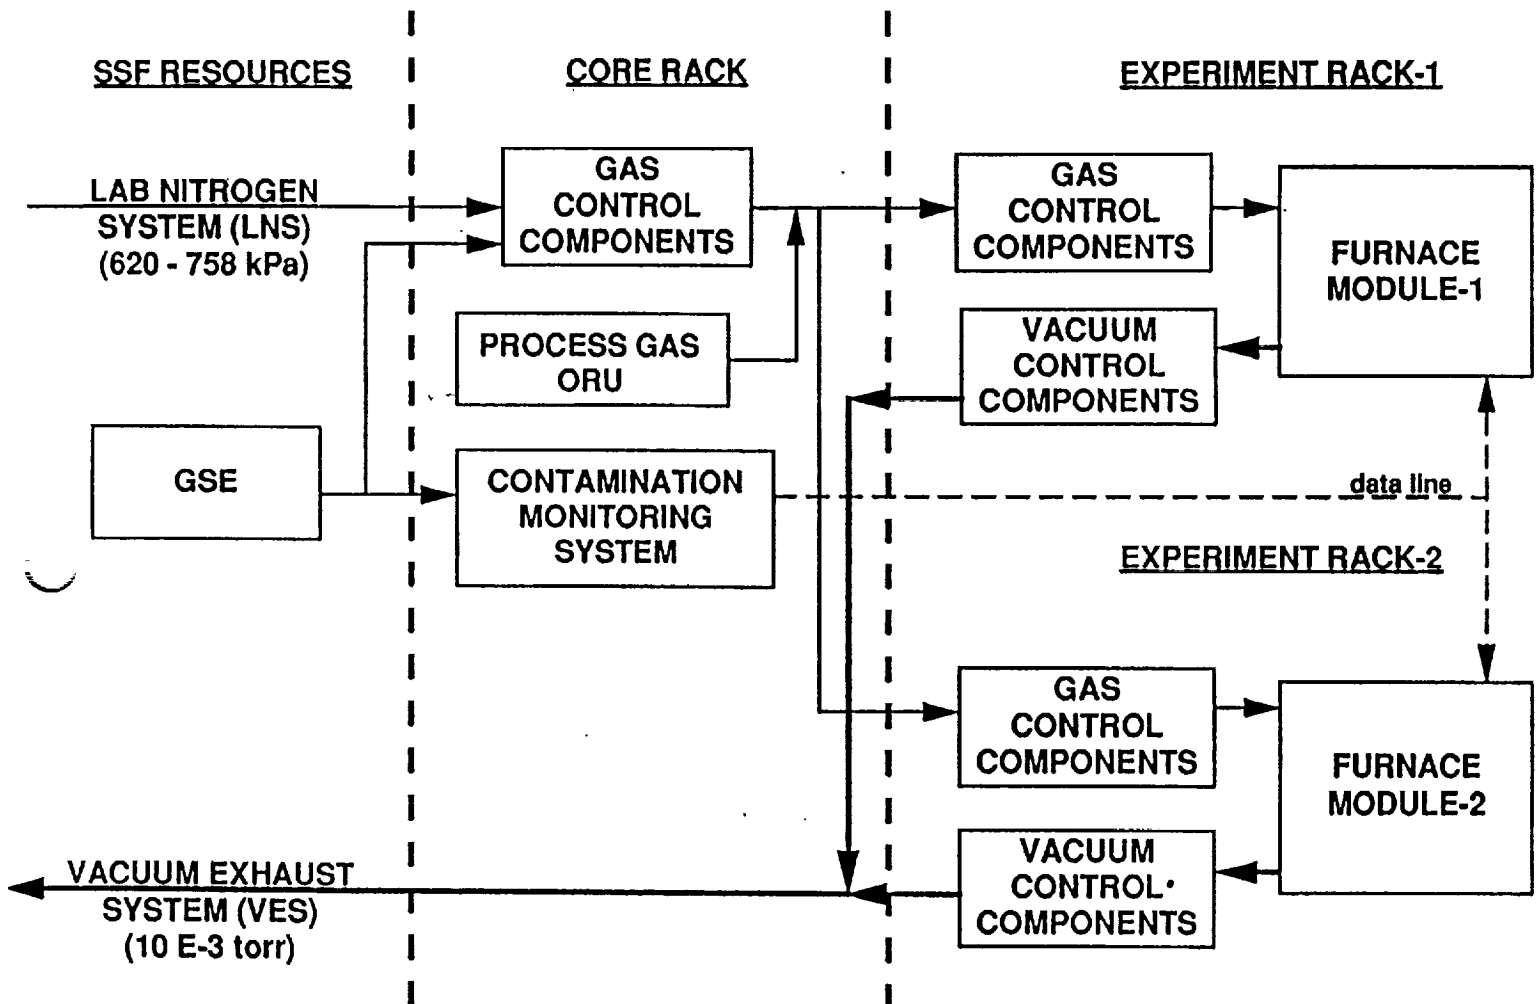 SSF RESOURCES
CORE RACK
EXPERIMENT RACK-1
LAB NITROGEN
SYSTEM (LNS)
(620 - 758 kPa)
GAS
CONTROL
COMPONENTS
GAS
CONTROL
COMPONENTS
FURNACE
MODULE-1
PROCESS GAS
ORU
VACUUM
CONTROL
COMPONENTS
GSE
CONTAMINATION
MONITORING
SYSTEM
data line
EXPERIMENT RACK-2
GAS
CONTROL
COMPONENTS
FURNACE
MODULE-2
VACUUM EXHAUST
SYSTEM (VES)
(10 E-3 torr)
VACUUM
CONTROL
COMPONENTS